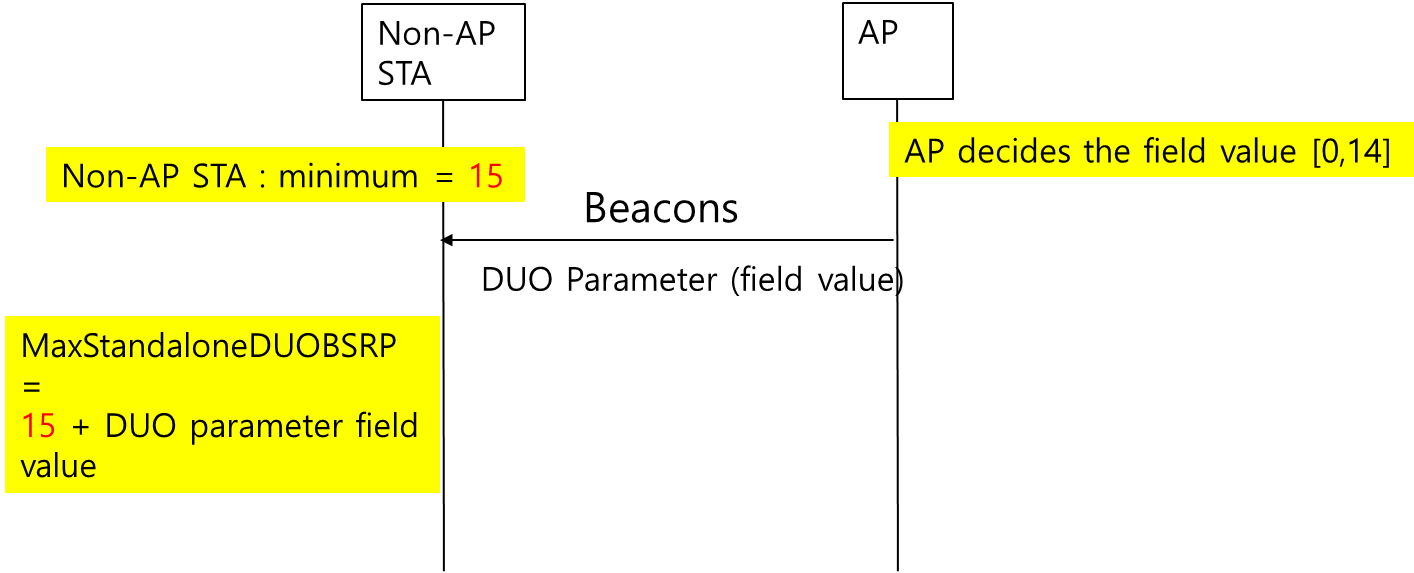 Non-AP
STA
AP
AP decides the field value [0,14]
Non-AP STA : minimum = 15
Beacons
DUO Parameter (field value)
MaxStandaloneDUOBSRP
=
15 + DUO parameter field
value